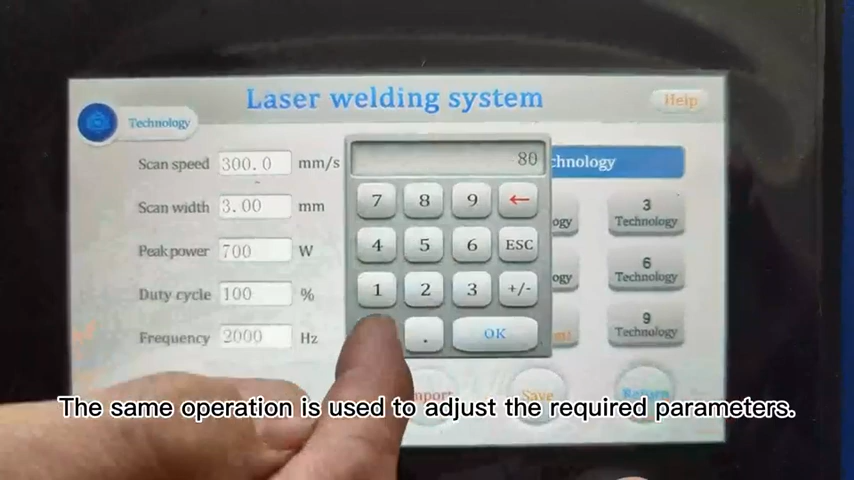 Laser welding system
Help
Technology
Scan speed 300.0 mm/s
Scan width 3.00 mm
Peak power 700 W
Duty cycle 100 %
Frequency 2000 Hz
80
7 8 9 ←
4 5 6 ESC
1 2 3 +/-
. OK
3
Technology
6
Technology
9
Technology
Save
Return
The same operation is used to adjust the required parameters.